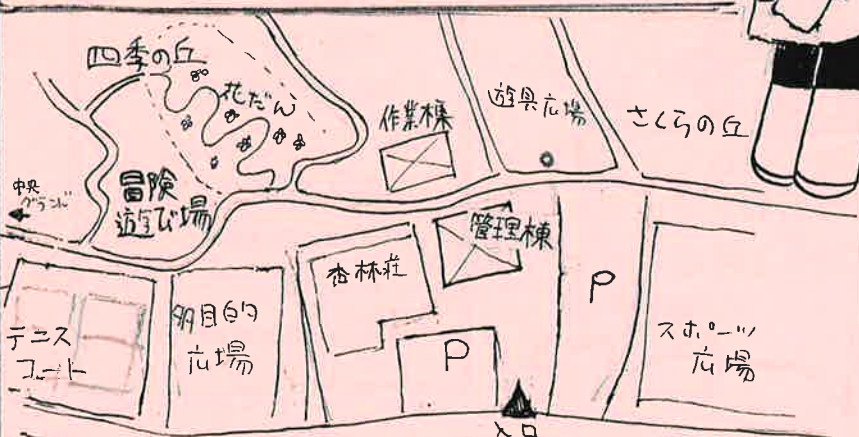 四季の丘
花だん
作業棟
遊具広場
さくらの丘
中央
グランド
冒険
遊び場
管理棟
杏林荘
P
テニス
コート
多目的
広場
P
スポーツ
広場
入口